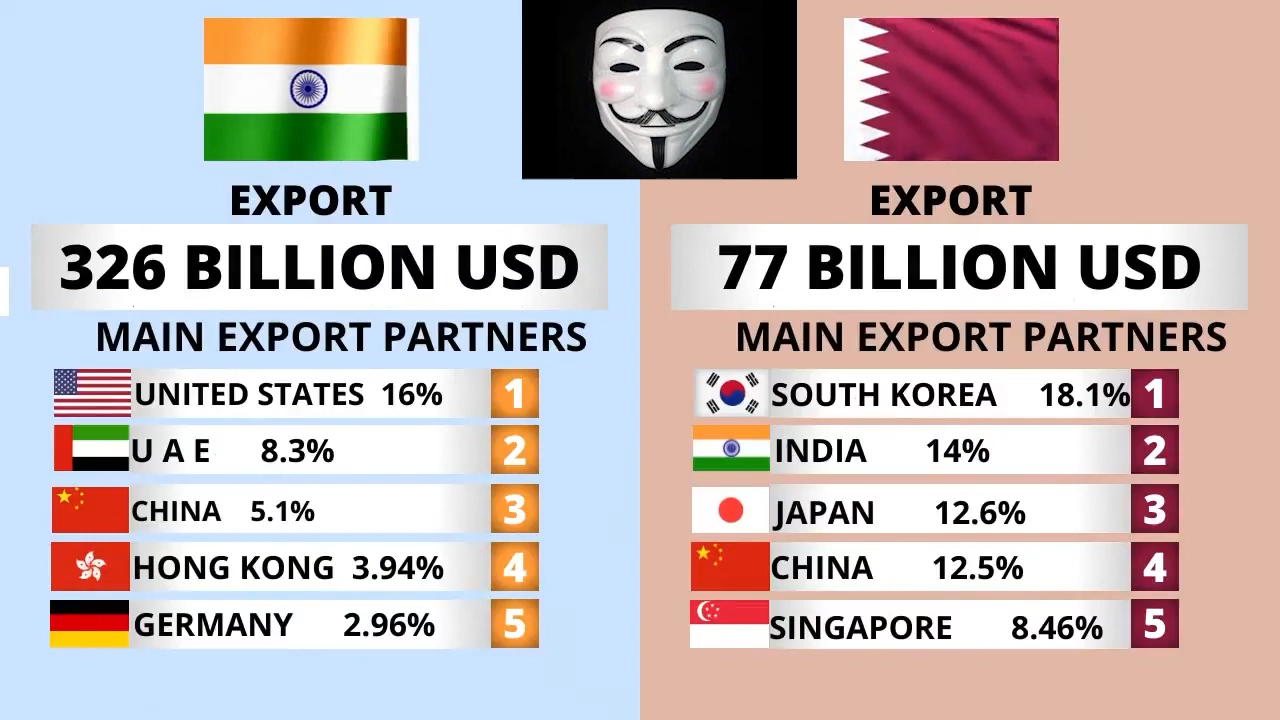 EXPORT
326 BILLION USD
MAIN EXPORT PARTNERS
UNITED STATES 16% 1
U A E 8.3% 2
CHINA 5.1% 3
HONG KONG 3.94% 4
GERMANY 2.96% 5
EXPORT
77 BILLION USD
MAIN EXPORT PARTNERS
SOUTH KOREA 18.1% 1
INDIA 14% 2
JAPAN 12.6% 3
CHINA 12.5% 4
SINGAPORE 8.46% 5